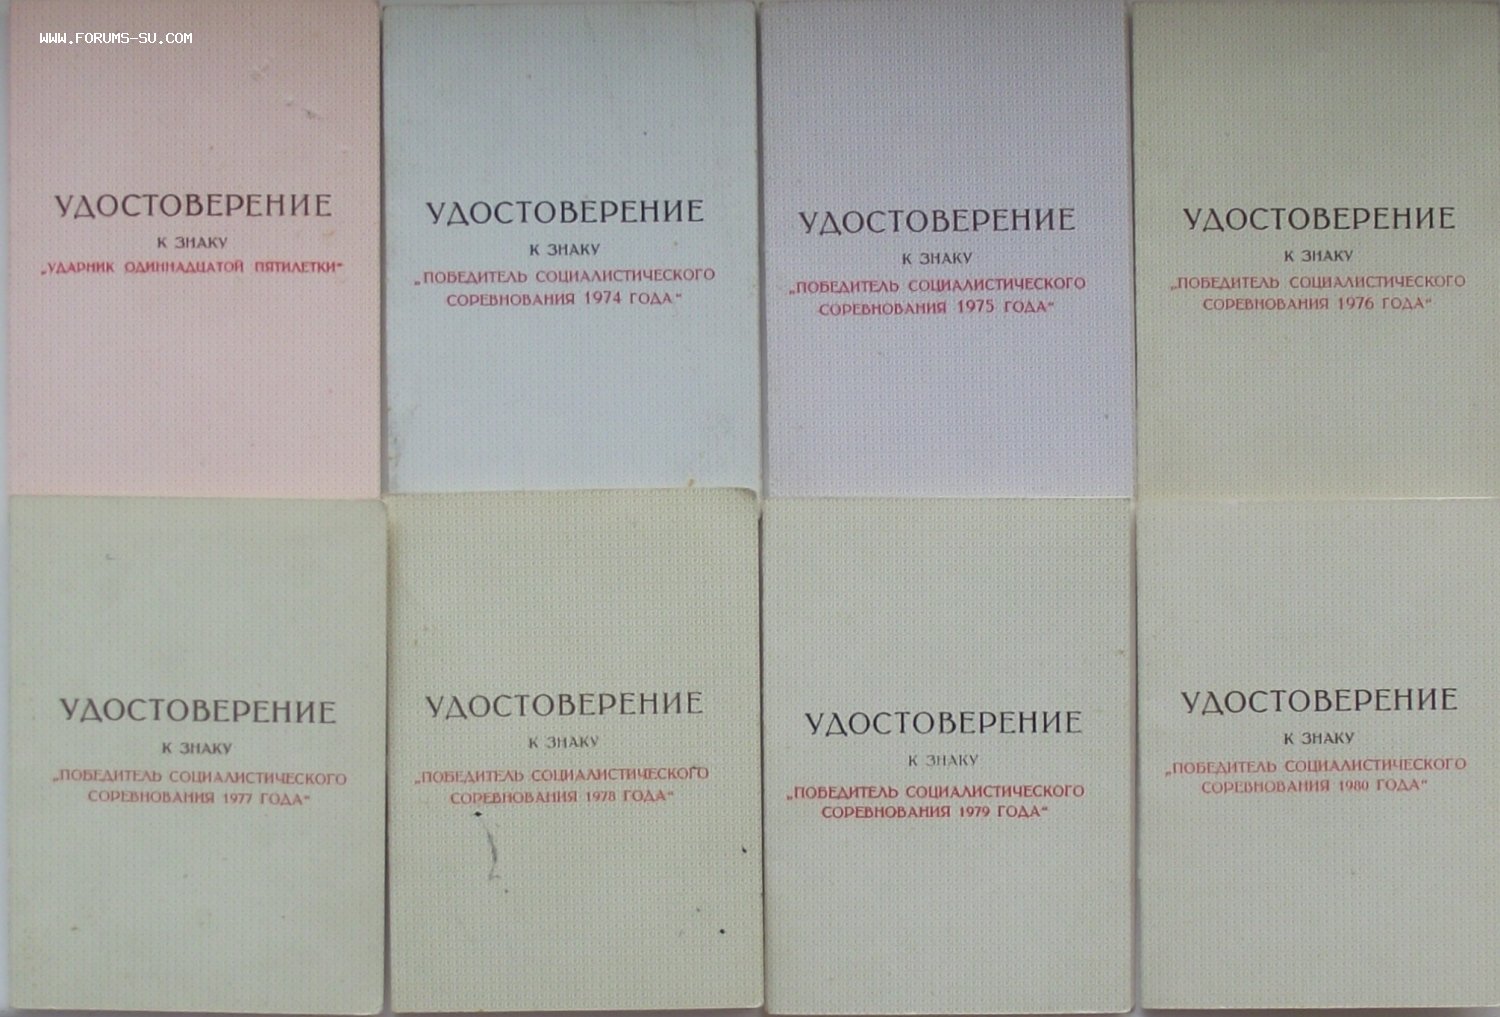 WWW.FORUMS-SU.COM
УДОСТОВЕРЕНИЕ
К ЗНАКУ
„УДАРНИК ОДИННАДЦАТОЙ ПЯТИЛЕТКИ“
УДОСТОВЕРЕНИЕ
К ЗНАКУ
„ПОБЕДИТЕЛЬ СОЦИАЛИСТИЧЕСКОГО
СОРЕВНОВАНИЯ 1974 ГОДА“
УДОСТОВЕРЕНИЕ
К ЗНАКУ
„ПОБЕДИТЕЛЬ СОЦИАЛИСТИЧЕСКОГО
СОРЕВНОВАНИЯ 1975 ГОДА“
УДОСТОВЕРЕНИЕ
К ЗНАКУ
„ПОБЕДИТЕЛЬ СОЦИАЛИСТИЧЕСКОГО
СОРЕВНОВАНИЯ 1976 ГОДА“
УДОСТОВЕРЕНИЕ
К ЗНАКУ
„ПОБЕДИТЕЛЬ СОЦИАЛИСТИЧЕСКОГО
СОРЕВНОВАНИЯ 1977 ГОДА“
УДОСТОВЕРЕНИЕ
К ЗНАКУ
„ПОБЕДИТЕЛЬ СОЦИАЛИСТИЧЕСКОГО
СОРЕВНОВАНИЯ 1978 ГОДА“
УДОСТОВЕРЕНИЕ
К ЗНАКУ
„ПОБЕДИТЕЛЬ СОЦИАЛИСТИЧЕСКОГО
СОРЕВНОВАНИЯ 1979 ГОДА“
УДОСТОВЕРЕНИЕ
К ЗНАКУ
„ПОБЕДИТЕЛЬ СОЦИАЛИСТИЧЕСКОГО
СОРЕВНОВАНИЯ 1980 ГОДА“